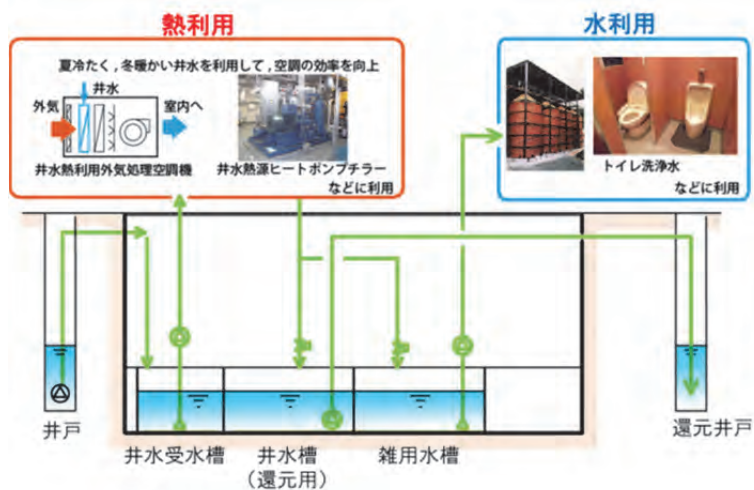 熱利用
夏冷たく,冬暖かい井水を利用して,空調の効率を向上
井水
外気
室内へ
井水熱利用外気処理空調機
井水熱源ヒートポンプチラー
などに利用
水利用
トイレ洗浄水
などに利用
井戸
井水受水槽
井水槽
(還元用)
雑用水槽
還元井戸